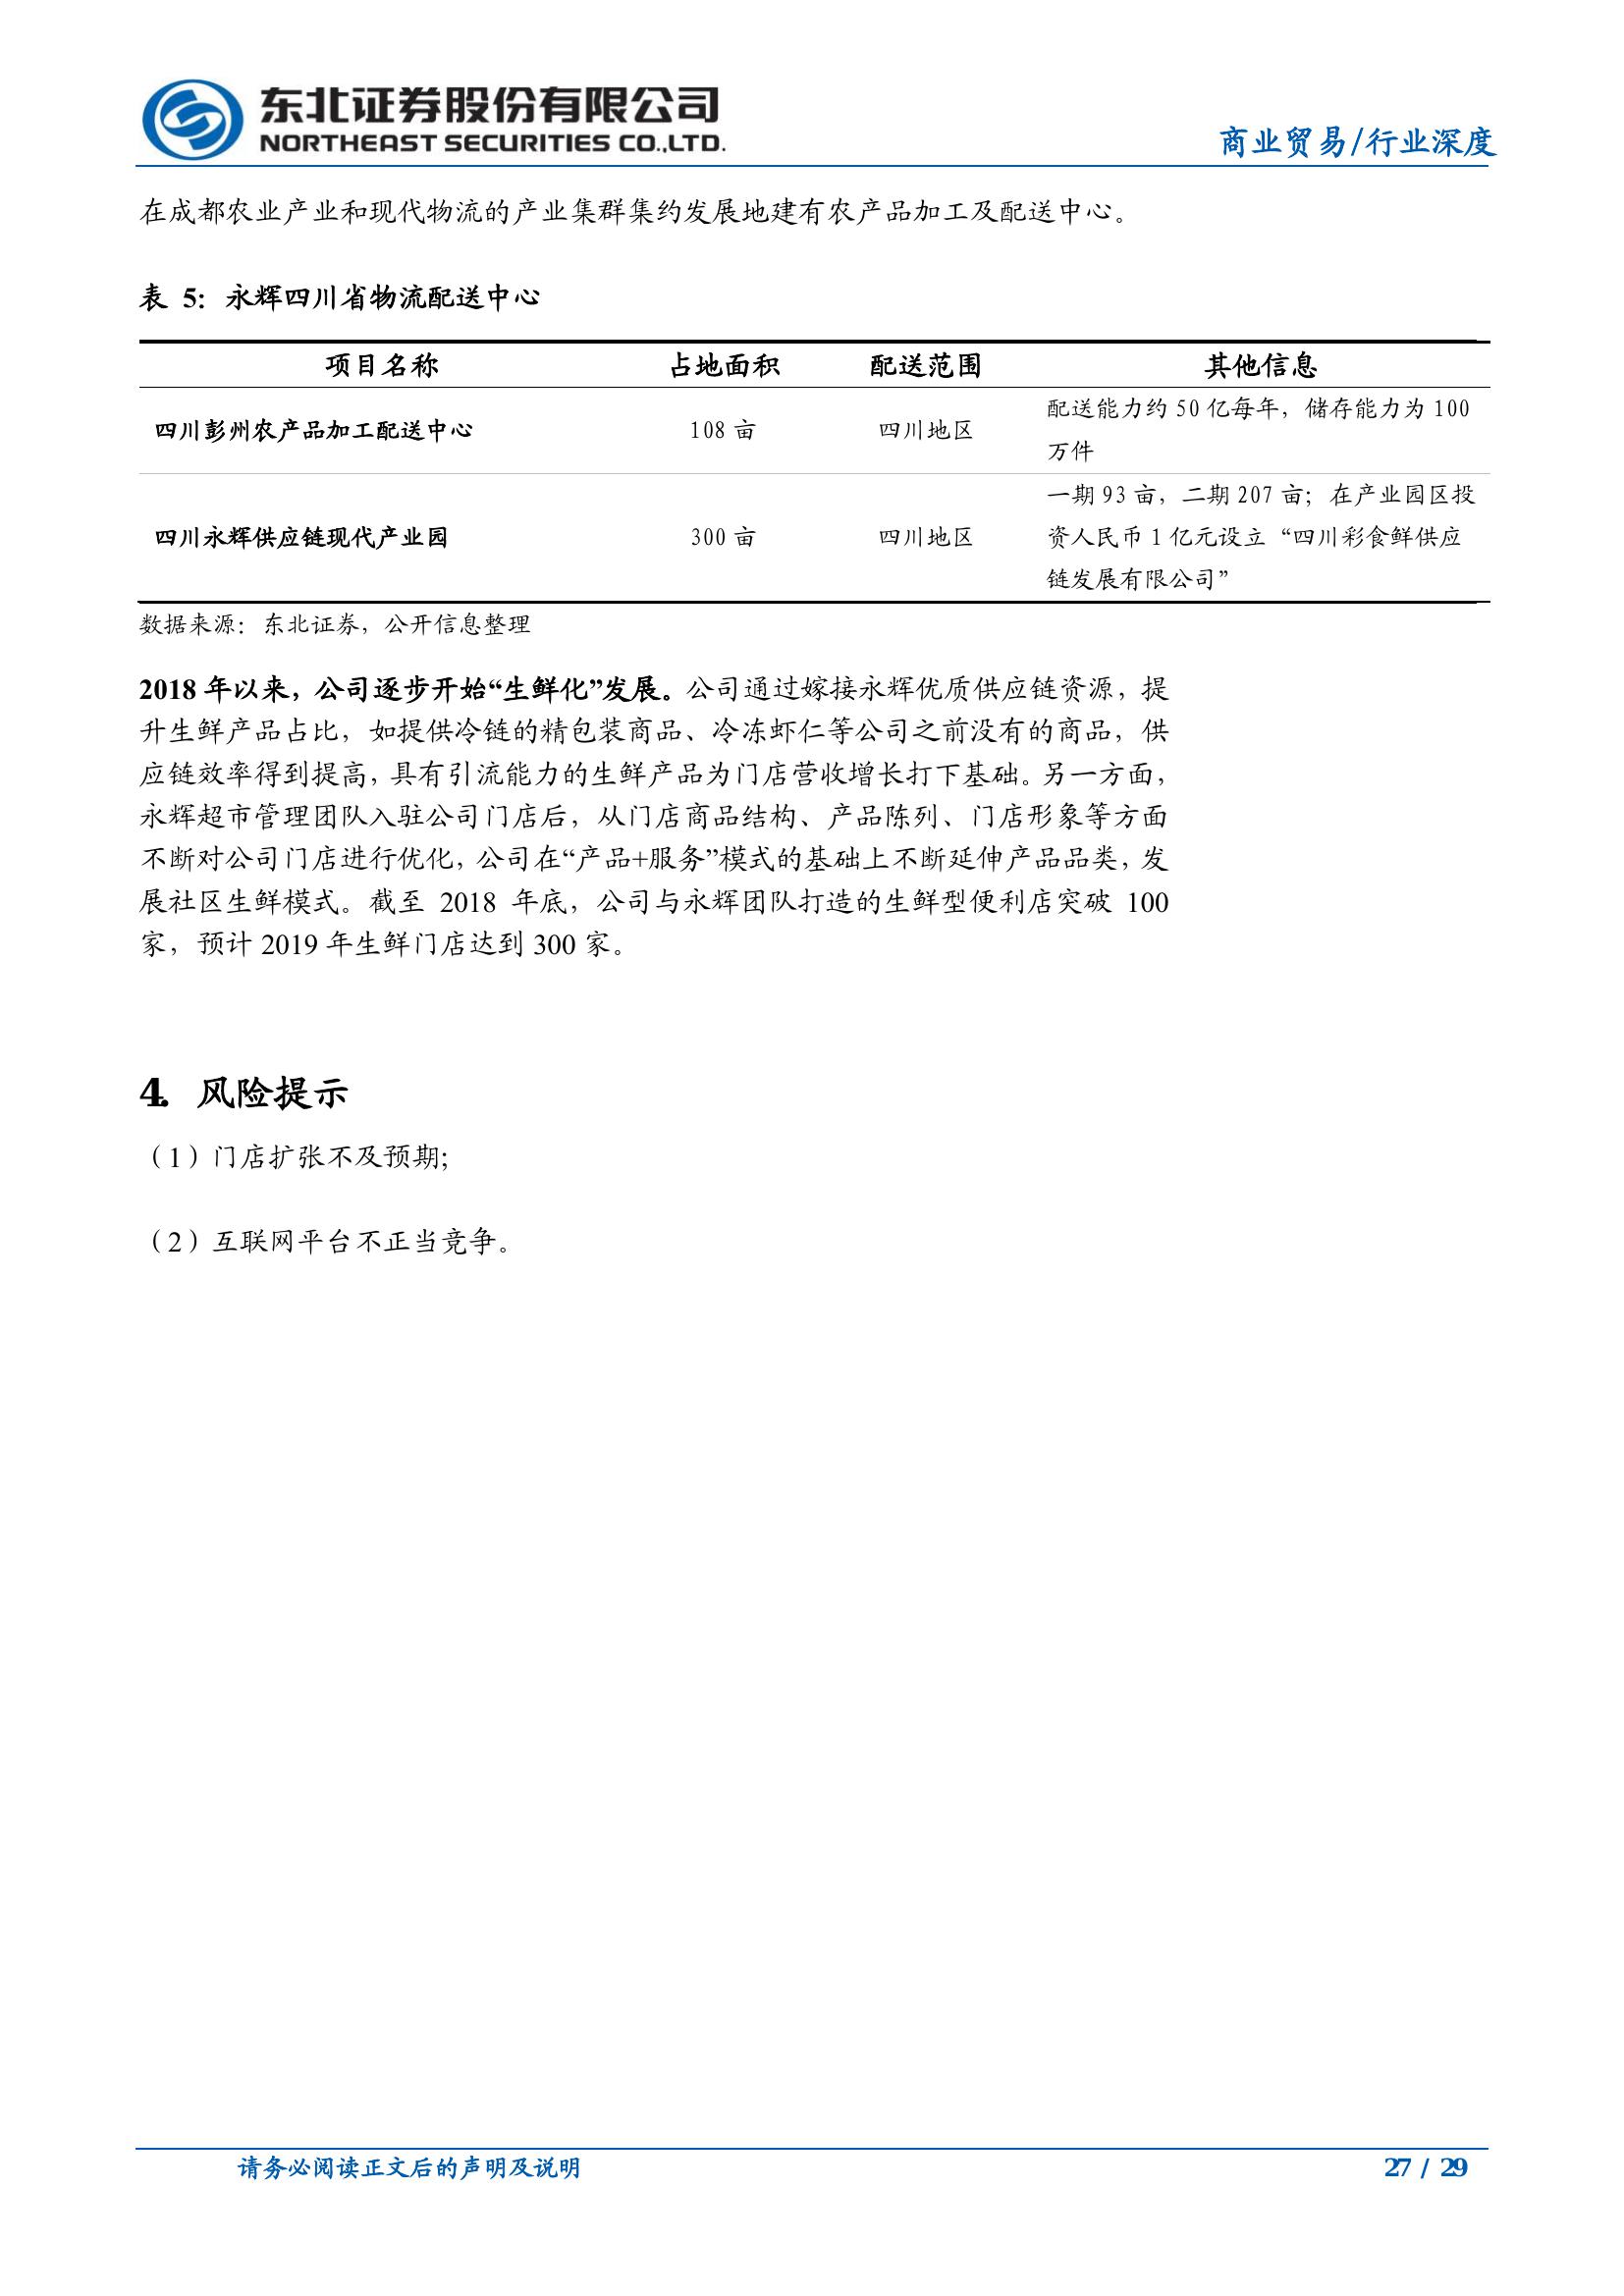 东北证券股份有限公司
NORTHEAST SECURITIES CO.,LTD.
商业贸易/行业深度
在成都农业产业和现代物流的产业集群集约发展地建有农产品加工及配送中心。
表 5：永辉四川省物流配送中心
项目名称 占地面积 配送范围 其他信息
四川彭州农产品加工配送中心 108 亩 四川地区 配送能力约 50 亿每年，储存能力为 100
万件
四川永辉供应链现代产业园 300 亩 四川地区 一期 93 亩，二期 207 亩；在产业园区投
资人民币 1 亿元设立“四川彩食鲜供应
链发展有限公司”
数据来源：东北证券，公开信息整理
2018 年以来，公司逐步开始“生鲜化”发展。公司通过嫁接永辉优质供应链资源，提
升生鲜产品占比，如提供冷链的精包装商品、冷冻虾仁等公司之前没有的商品，供
应链效率得到提高，具有引流能力的生鲜产品为门店营收增长打下基础。另一方面，
永辉超市管理团队入驻公司门店后，从门店商品结构、产品陈列、门店形象等方面
不断对公司门店进行优化，公司在“产品+服务”模式的基础上不断延伸产品品类，发
展社区生鲜模式。截至 2018 年底，公司与永辉团队打造的生鲜型便利店突破 100
家，预计 2019 年生鲜门店达到 300 家。
4. 风险提示
（1）门店扩张不及预期;
（2）互联网平台不正当竞争。
请务必阅读正文后的声明及说明 27 / 29